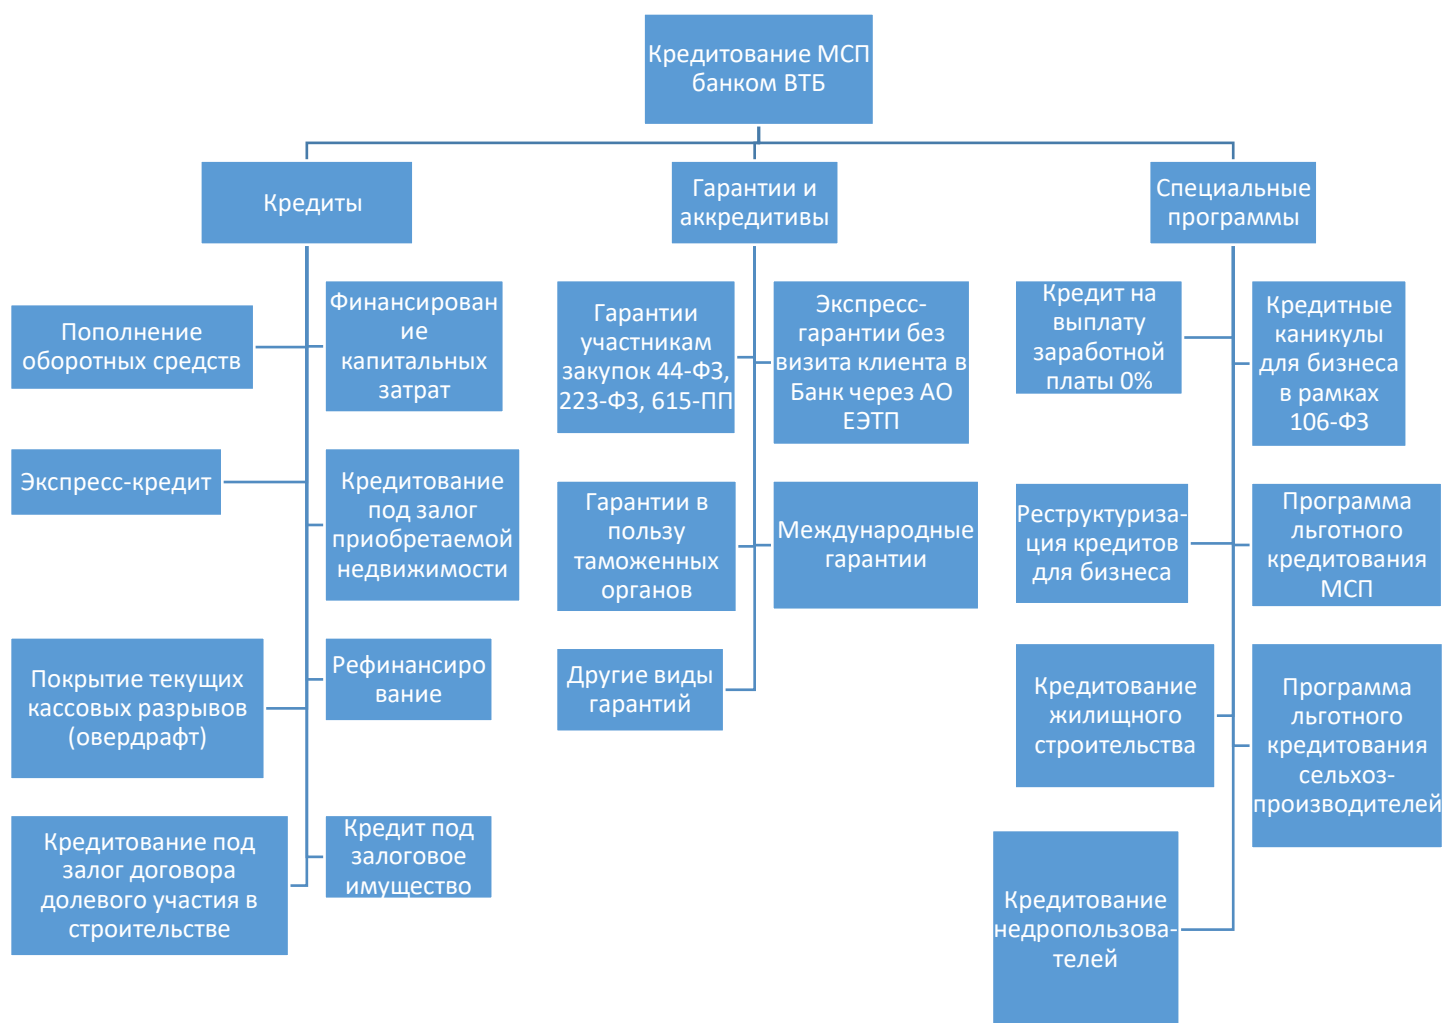 Кредитование МСП
банком ВТБ
Кредиты
Гарантии и
аккредитивы
Специальные
программы
Пополнение
оборотных средств
Финансирован
ие
капитальных
затрат
Экспресс-кредит
Кредитование
под залог
приобретаемой
недвижимости
Покрытие текущих
кассовых разрывов
(овердрафт)
Рефинансиро
вание
Кредитование под
залог договора
долевого участия в
строительстве
Кредит под
залоговое
имущество
Гарантии
участникам
закупок 44-ФЗ,
223-ФЗ, 615-ПП
Экспресс-
гарантии без
визита клиента в
Банк через АО
ЕЭТП
Гарантии в
пользу
таможенных
органов
Международные
гарантии
Другие виды
гарантий
Кредит на
выплату
заработной
платы 0%
Кредитные
каникулы
для бизнеса
в рамках
106-ФЗ
Реструктуриза-
ция кредитов
для бизнеса
Программа
льготного
кредитования
МСП
Кредитование
жилищного
строительства
Программа
льготного
кредитования
сельхоз-
производителей
Кредитование
недропользова-
телей